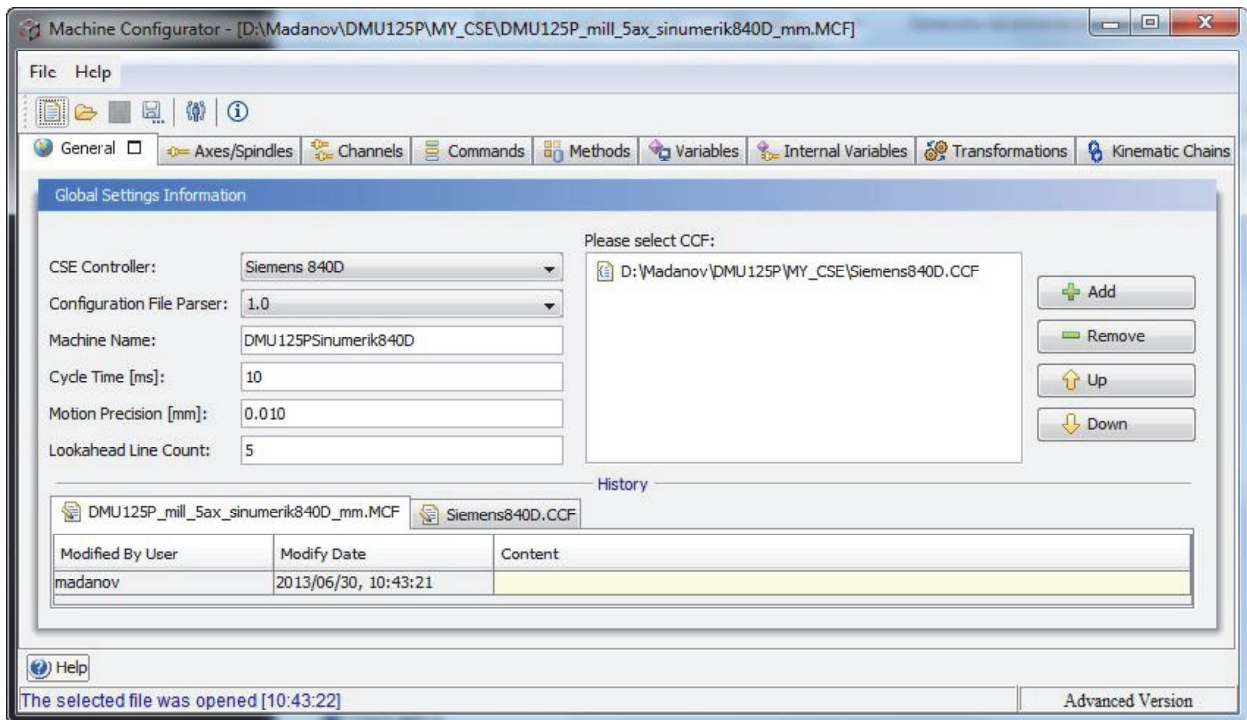 Machine Configurator - [D:\Madanov\DMU125P\MY_CSE\DMU125P_mill_5ax_sinumerik840D_mm.MCF]
File Help
General Axes/Spindles Channels Commands Methods Variables Internal Variables Transformations Kinematic Chains
Global Settings Information
Please select CCF:
CSE Controller: Siemens 840D
D:\Madanov\DMU125P\MY_CSE\Siemens840D.CCF
Add
Configuration File Parser: 1.0
Remove
Machine Name: DMU125PSinumerik840D
Cycle Time [ms]: 10
Up
Motion Precision [mm]: 0.010
Down
Lookahead Line Count: 5
History
DMU125P_mill_5ax_sinumerik840D_mm.MCF Siemens840D.CCF
Modified By User Modify Date Content
madanov 2013/06/30, 10:43:21
Help
The selected file was opened [10:43:22] Advanced Version